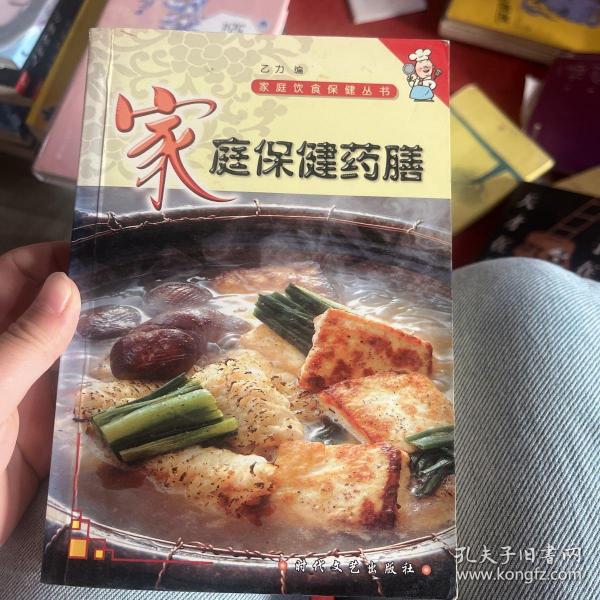 乙力 编
家庭饮食保健丛书
家庭保健药膳
时代文艺出版社
孔夫子旧书网
www.kongfz.com